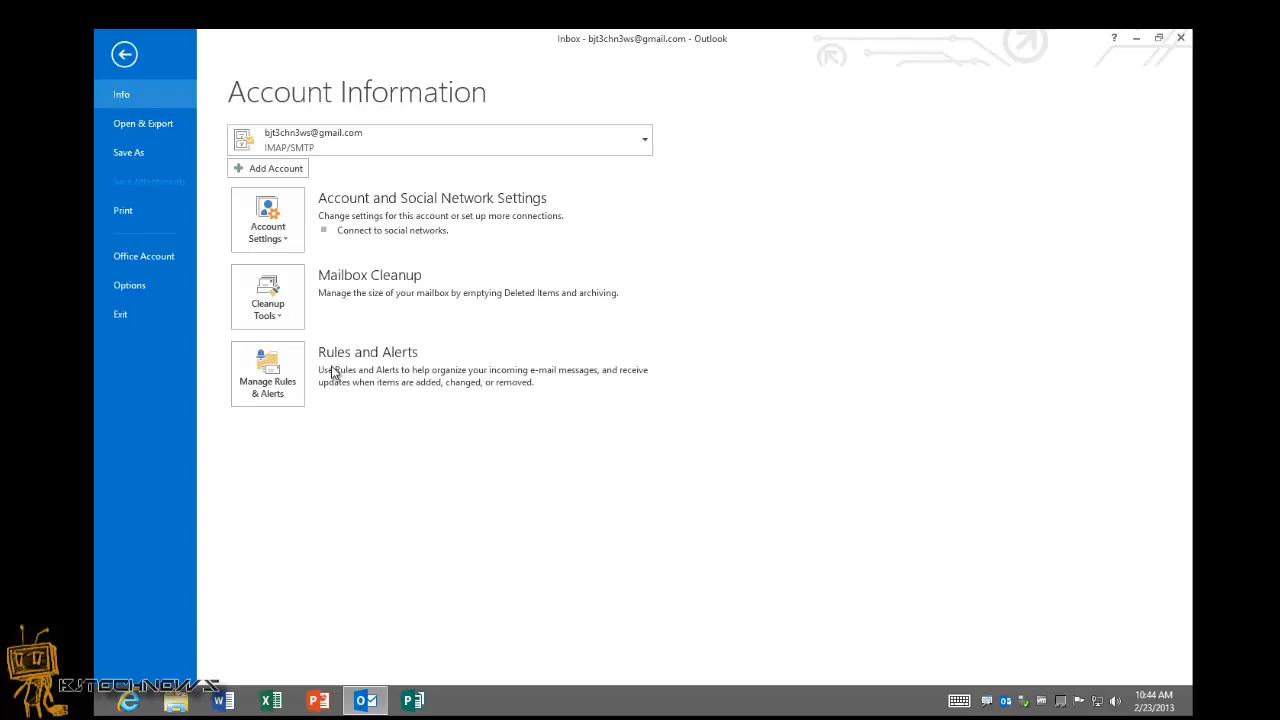 Inbox - bjt3chn3ws@gmail.com - Outlook
?
Info
Open & Export
Save As
Save Attachments
Print
Office Account
Options
Exit
Account Information
bjt3chn3ws@gmail.com
IMAP/SMTP
Add Account
Account
Settings
Account and Social Network Settings
Change settings for this account or set up more connections.
Connect to social networks.
Cleanup
Tools
Mailbox Cleanup
Manage the size of your mailbox by emptying Deleted Items and archiving.
Manage Rules
& Alerts
Rules and Alerts
Use Rules and Alerts to help organize your incoming e-mail messages, and receive
updates when items are added, changed, or removed.
BJTECHNEWS
10:44 AM
2/23/2013